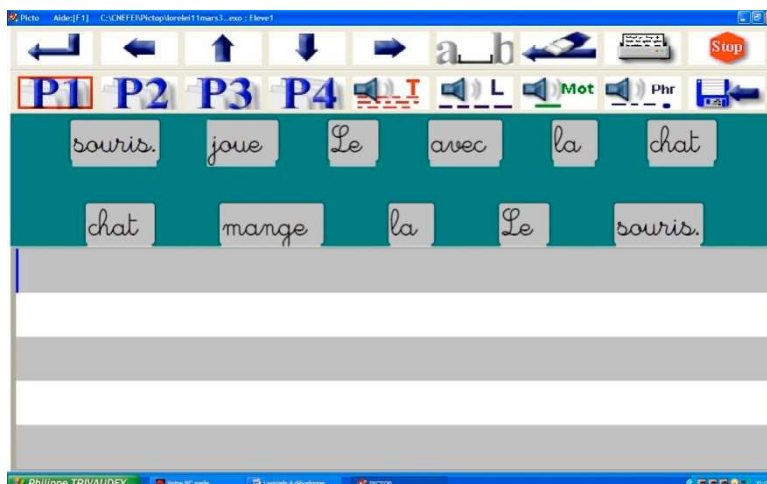 Picto Aide:[F1] C:\CNEFEI\Pictop\lorelei11mars3...exo : Eleve1
a b Stop
P1 P2 P3 P4 T L Mot Phr
souris. joue Le avec la chat
chat mange la Le souris.
Philippe TRIVAUDEY